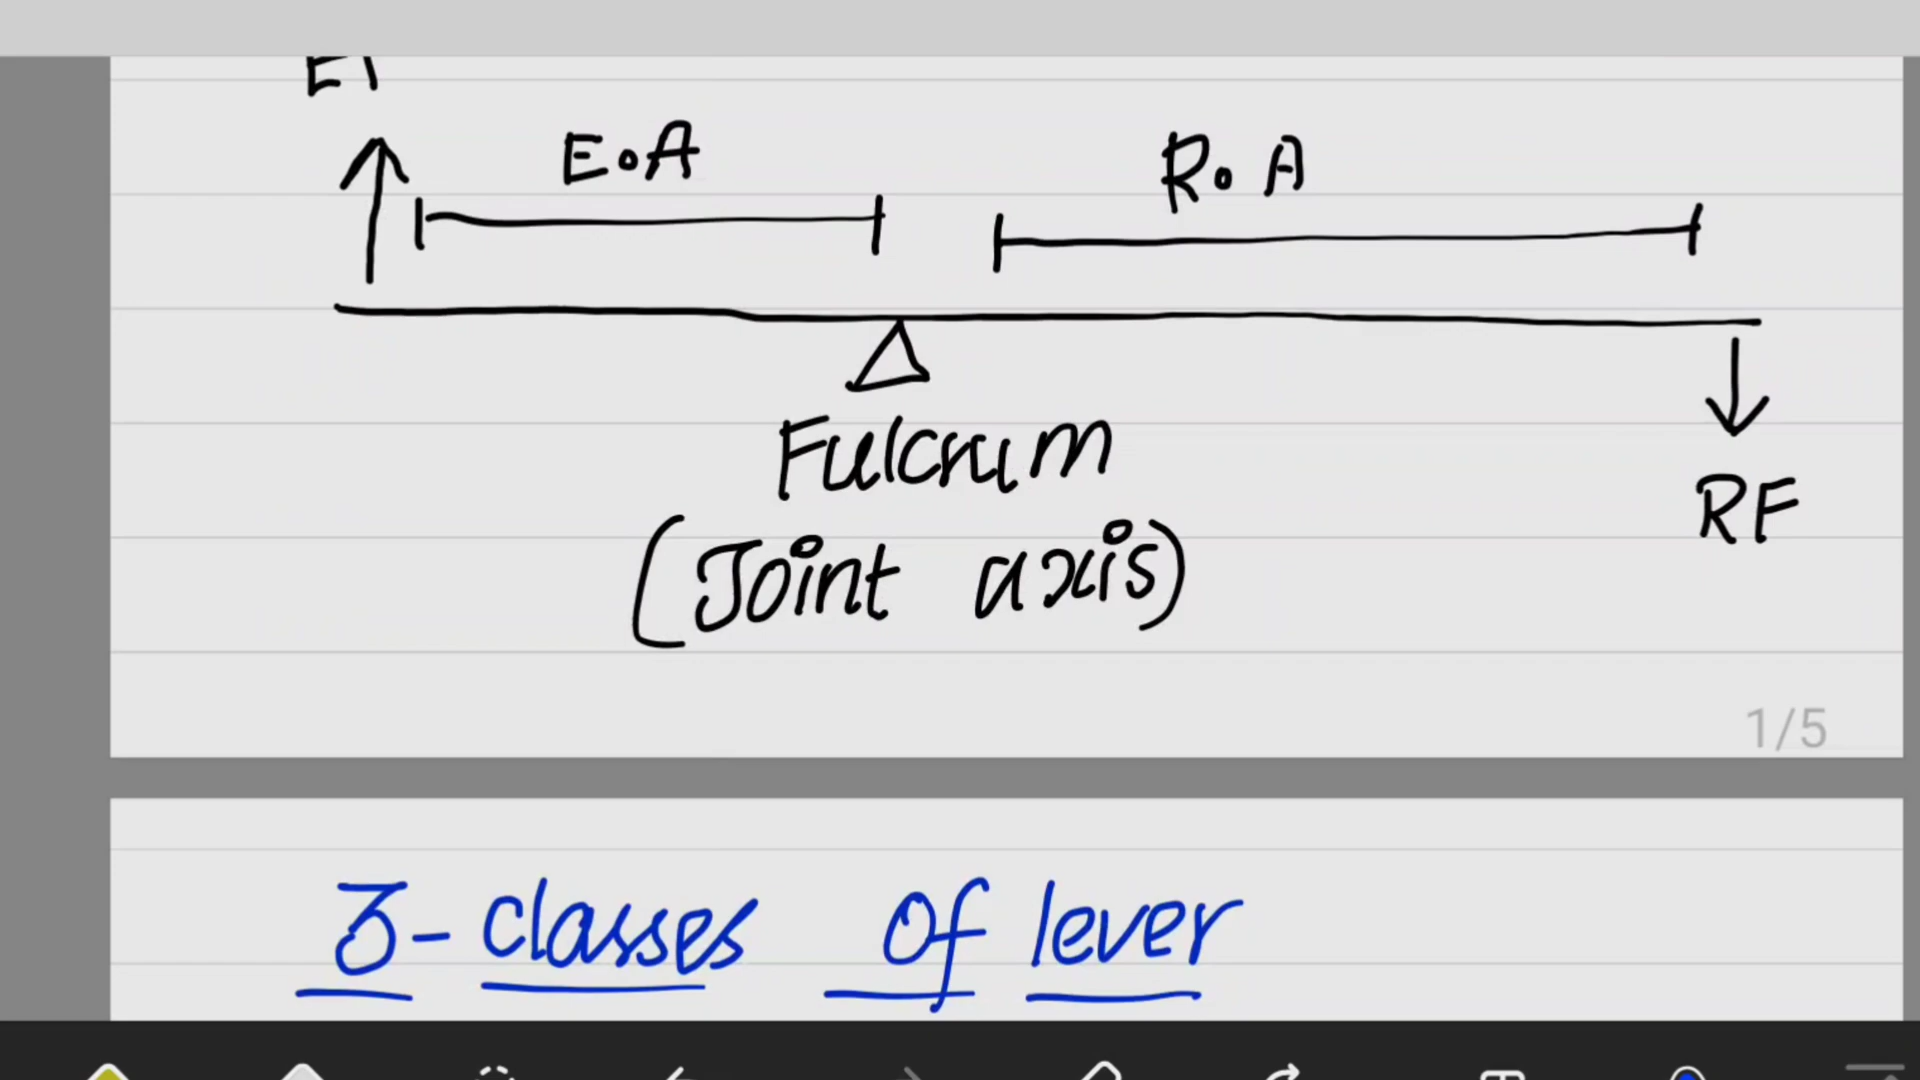 E.A R.A
Fulcrum
RF
(Joint axis)
1/5
3- classes of lever